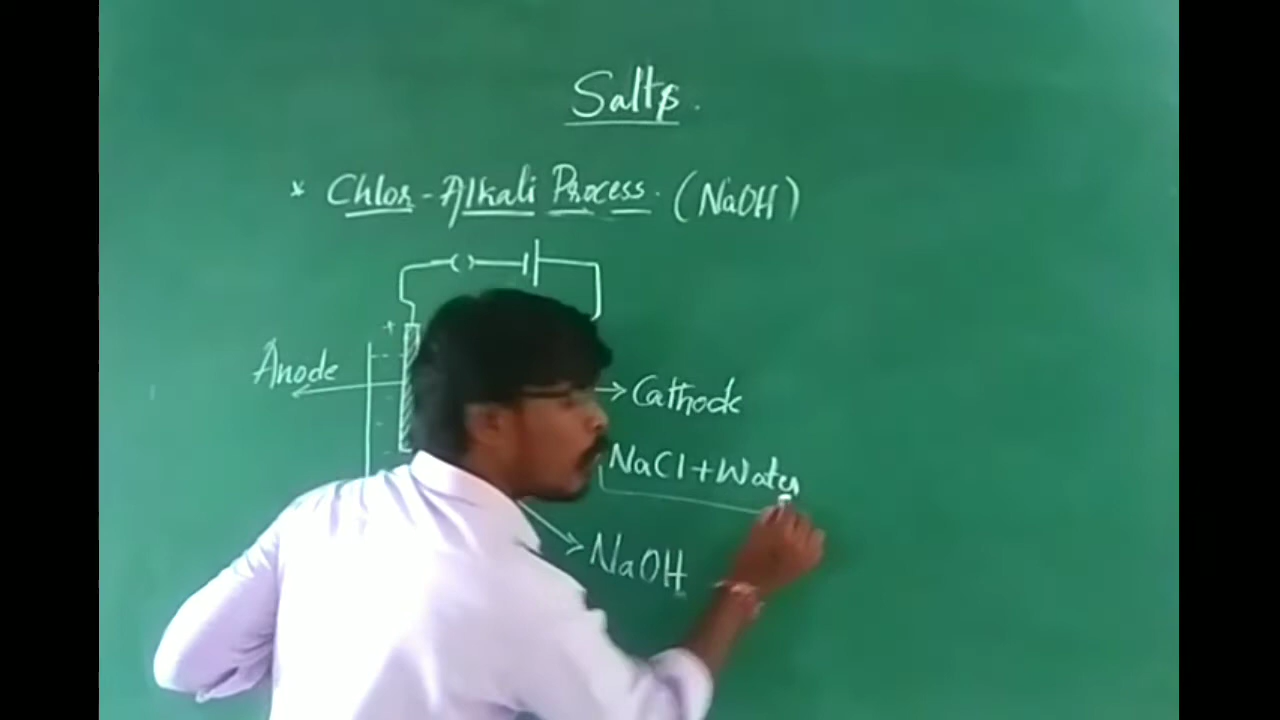 Salts.
* Chlor-Alkali Process. (NaOH)
+
Anode
Cathode
NaCl + Water
NaOH